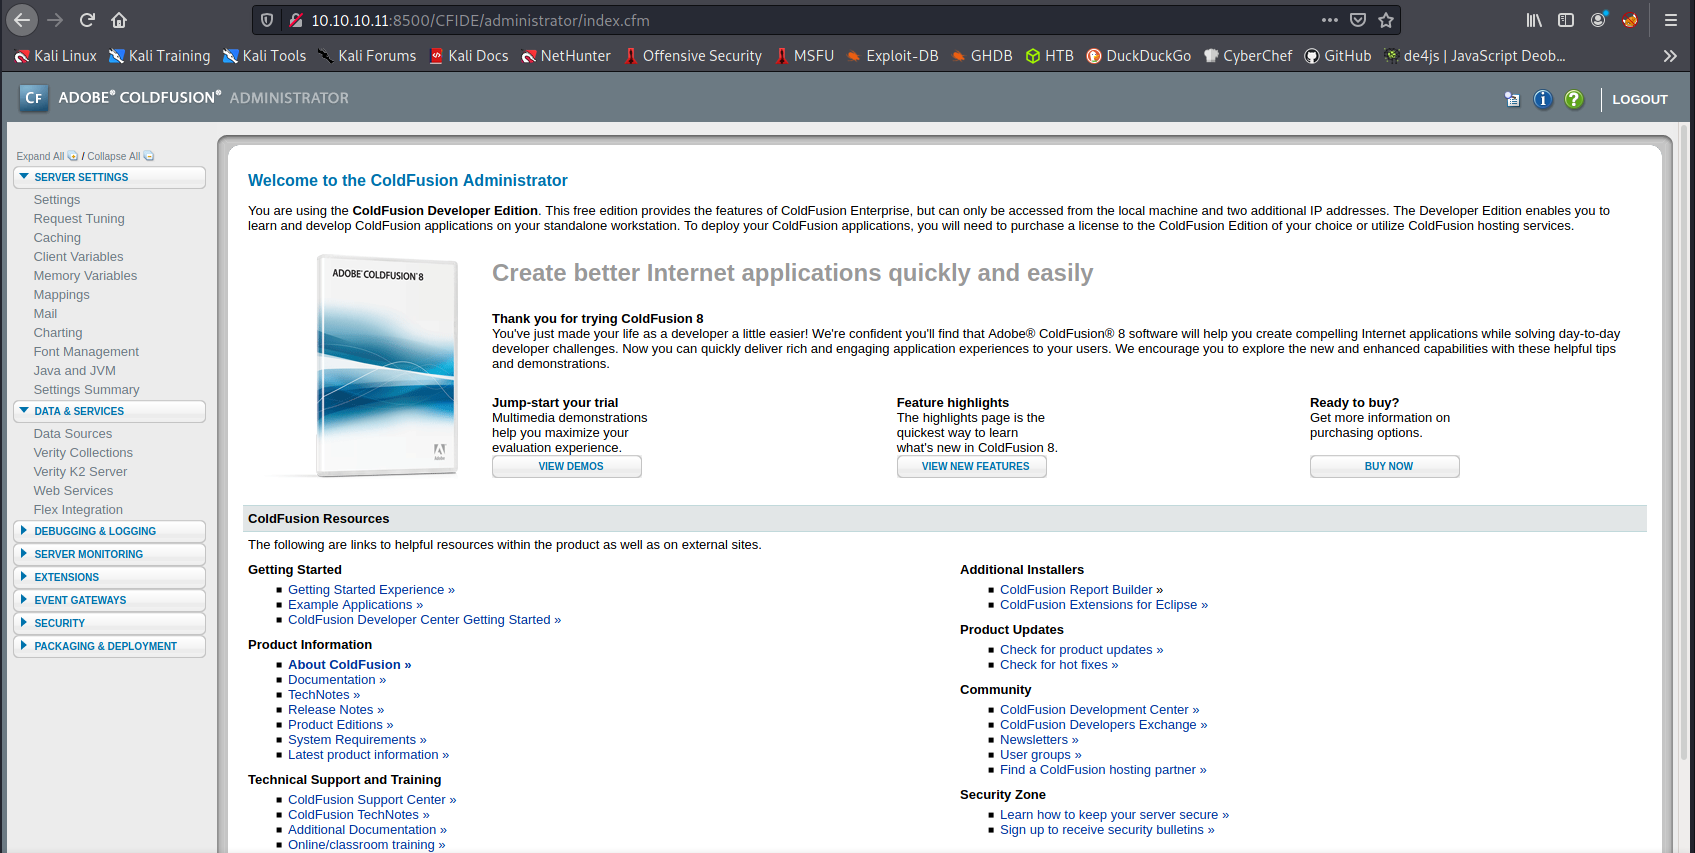 10.10.10.11:8500/CFIDE/administrator/index.cfm
Kali Linux Kali Training Kali Tools Kali Forums Kali Docs NetHunter Offensive Security MSFU Exploit-DB GHDB HTB DuckDuckGo CyberChef GitHub de4js | JavaScript Deob...
CF ADOBE® COLDFUSION® ADMINISTRATOR
LOGOUT
Expand All / Collapse All
SERVER SETTINGS
Settings
Request Tuning
Caching
Client Variables
Memory Variables
Mappings
Mail
Charting
Font Management
Java and JVM
Settings Summary
DATA & SERVICES
Data Sources
Verity Collections
Verity K2 Server
Web Services
Flex Integration
DEBUGGING & LOGGING
SERVER MONITORING
EXTENSIONS
EVENT GATEWAYS
SECURITY
PACKAGING & DEPLOYMENT
Welcome to the ColdFusion Administrator
You are using the ColdFusion Developer Edition. This free edition provides the features of ColdFusion Enterprise, but can only be accessed from the local machine and two additional IP addresses. The Developer Edition enables you to
learn and develop ColdFusion applications on your standalone workstation. To deploy your ColdFusion applications, you will need to purchase a license to the ColdFusion Edition of your choice or utilize ColdFusion hosting services.
ADOBE® COLDFUSION® 8
Adobe
Create better Internet applications quickly and easily
Thank you for trying ColdFusion 8
You've just made your life as a developer a little easier! We're confident you'll find that Adobe® ColdFusion® 8 software will help you create compelling Internet applications while solving day-to-day
developer challenges. Now you can quickly deliver rich and engaging application experiences to your users. We encourage you to explore the new and enhanced capabilities with these helpful tips
and demonstrations.
Jump-start your trial
Multimedia demonstrations
help you maximize your
evaluation experience.
VIEW DEMOS
Feature highlights
The highlights page is the
quickest way to learn
what's new in ColdFusion 8.
VIEW NEW FEATURES
Ready to buy?
Get more information on
purchasing options.
BUY NOW
ColdFusion Resources
The following are links to helpful resources within the product as well as on external sites.
Getting Started
Getting Started Experience »
Example Applications »
ColdFusion Developer Center Getting Started »
Product Information
About ColdFusion »
Documentation »
TechNotes »
Release Notes »
Product Editions »
System Requirements »
Latest product information »
Technical Support and Training
ColdFusion Support Center »
ColdFusion TechNotes »
Additional Documentation »
Online/classroom training »
Additional Installers
ColdFusion Report Builder »
ColdFusion Extensions for Eclipse »
Product Updates
Check for product updates »
Check for hot fixes »
Community
ColdFusion Development Center »
ColdFusion Developers Exchange »
Newsletters »
User groups »
Find a ColdFusion hosting partner »
Security Zone
Learn how to keep your server secure »
Sign up to receive security bulletins »